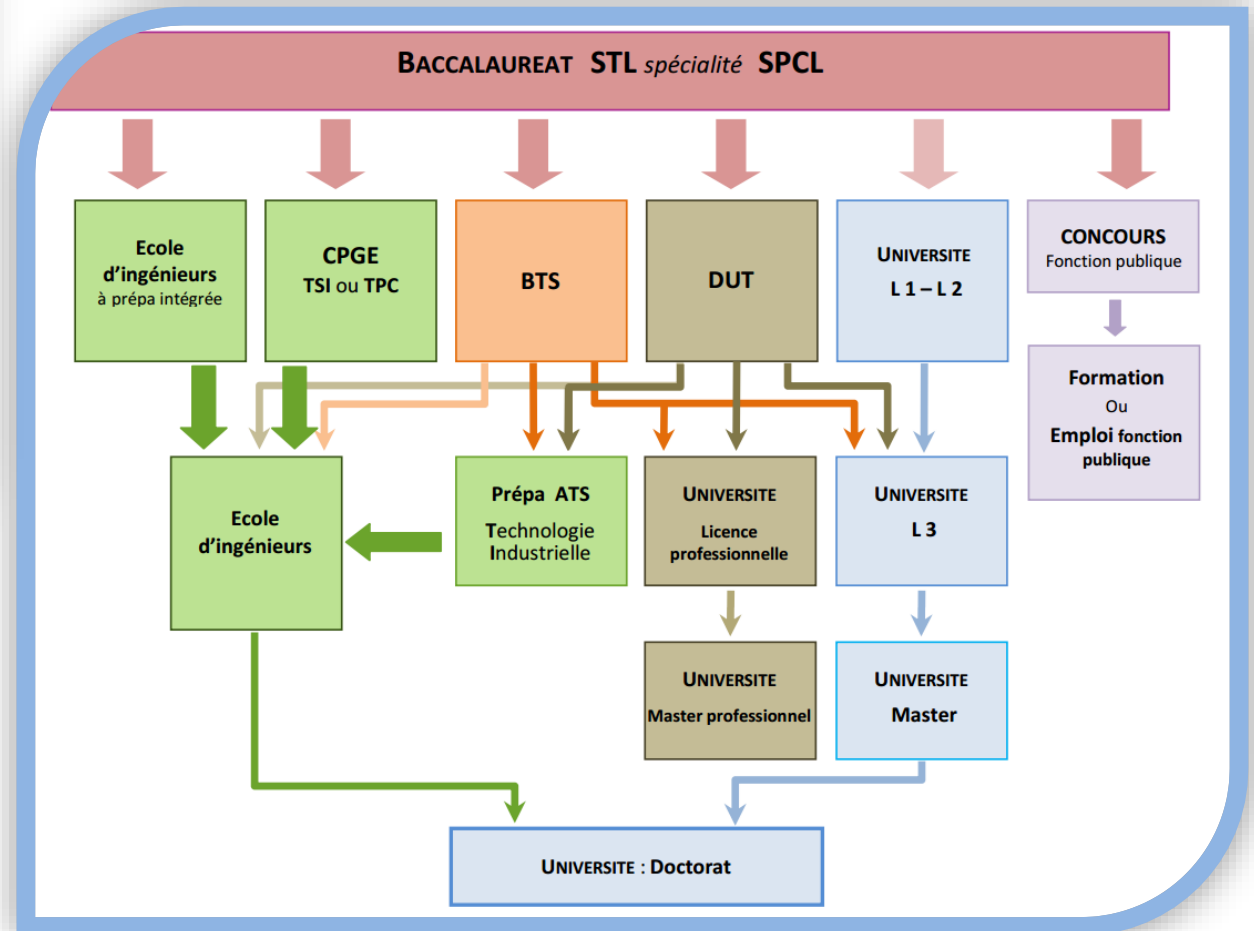 BACCALAUREAT STL spécialité SPCL
Ecole
d'ingénieurs
à prépa intégrée
CPGE
TSI ou TPC
BTS
DUT
UNIVERSITE
L 1 – L 2
CONCOURS
Fonction publique
Formation
Ou
Emploi fonction
publique
Ecole
d'ingénieurs
Prépa ATS
Technologie
Industrielle
UNIVERSITE
Licence
professionnelle
UNIVERSITE
L 3
UNIVERSITE
Master professionnel
UNIVERSITE
Master
UNIVERSITE : Doctorat